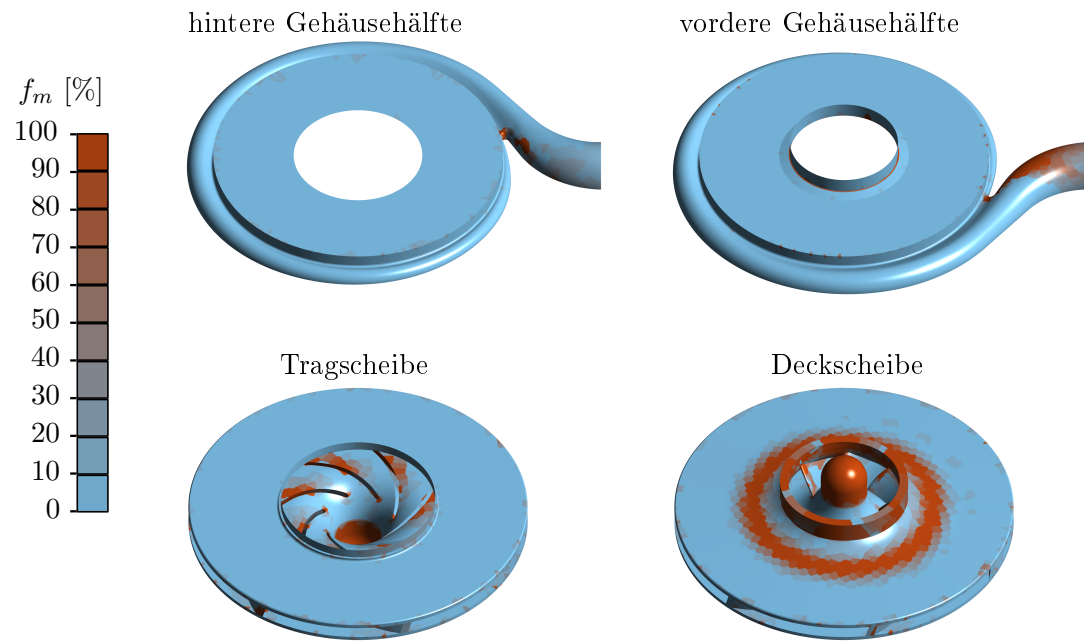 hintere Gehäusehälfte
vordere Gehäusehälfte
f_m [%]
100
90
80
70
60
50
40
30
20
10
0
Tragscheibe
Deckscheibe